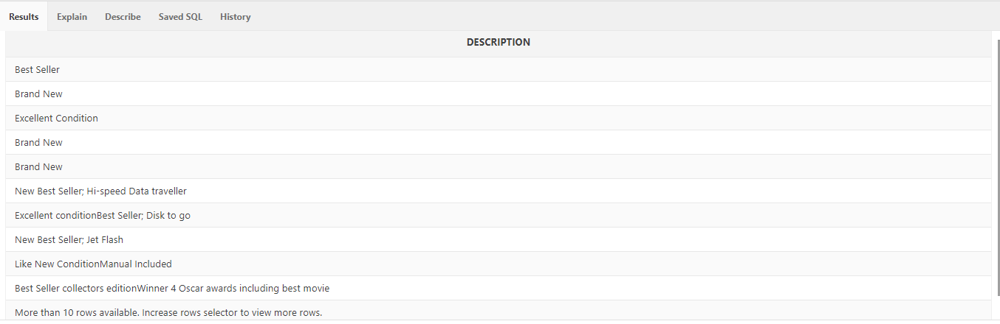 Results Explain Describe Saved SQL History
DESCRIPTION
Best Seller
Brand New
Excellent Condition
Brand New
Brand New
New Best Seller; Hi-speed Data traveller
Excellent conditionBest Seller; Disk to go
New Best Seller; Jet Flash
Like New ConditionManual Included
Best Seller collectors editionWinner 4 Oscar awards including best movie
More than 10 rows available. Increase rows selector to view more rows.